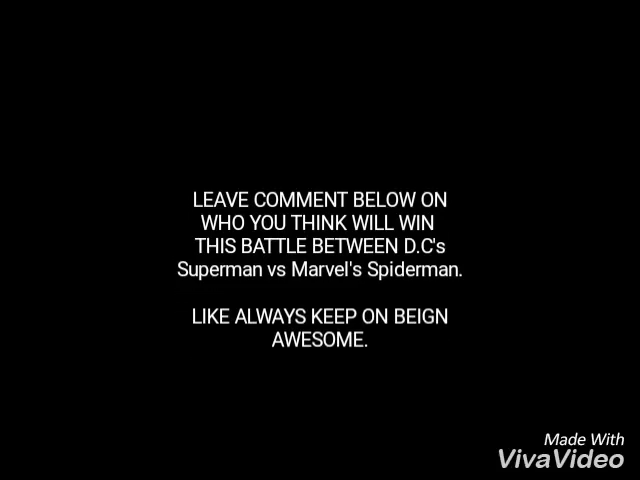 LEAVE COMMENT BELOW ON
WHO YOU THINK WILL WIN
THIS BATTLE BETWEEN D.C's
Superman vs Marvel's Spiderman.
LIKE ALWAYS KEEP ON BEIGN
AWESOME.
Made With
VivaVideo